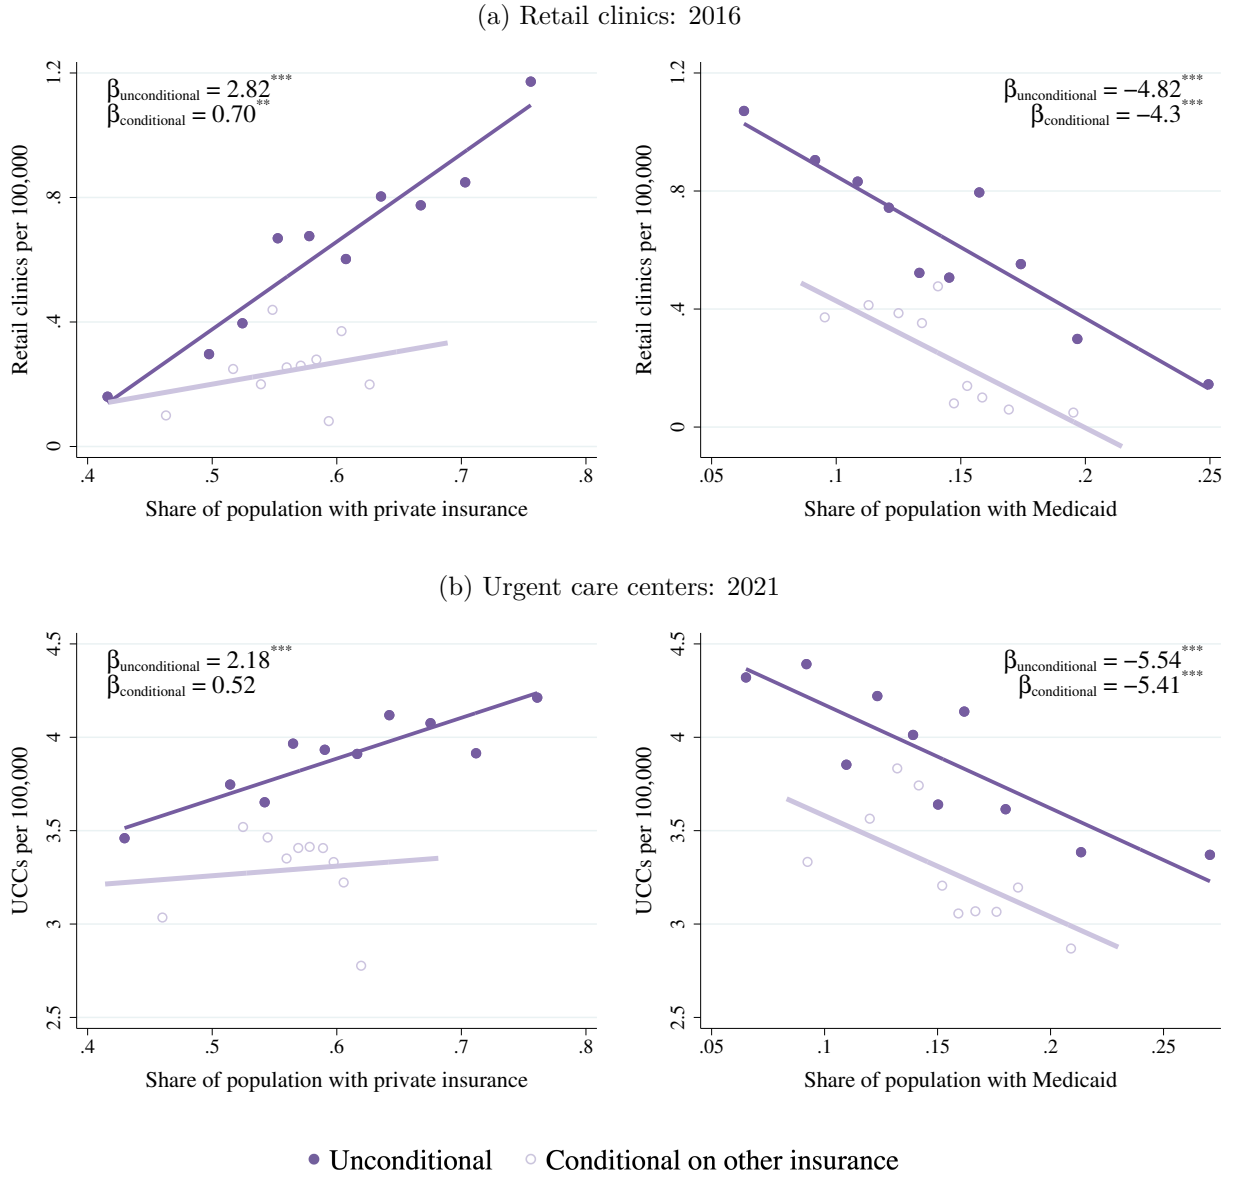 (a) Retail clinics: 2016
βunconditional = 2.82***
βconditional = 0.70**
Retail clinics per 100,000
1.2
.8
.4
0
.4 .5 .6 .7 .8
Share of population with private insurance
βunconditional = −4.82***
βconditional = −4.3***
Retail clinics per 100,000
1.2
.8
.4
0
.05 .1 .15 .2 .25
Share of population with Medicaid
(b) Urgent care centers: 2021
βunconditional = 2.18***
βconditional = 0.52
UCCs per 100,000
4.5
4
3.5
3
2.5
.4 .5 .6 .7 .8
Share of population with private insurance
βunconditional = −5.54***
βconditional = −5.41***
UCCs per 100,000
4.5
4
3.5
3
2.5
.05 .1 .15 .2 .25
Share of population with Medicaid
Unconditional Conditional on other insurance